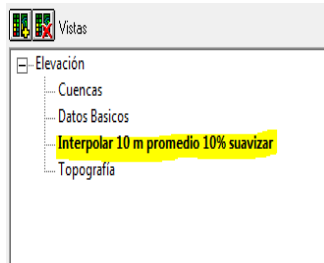 Vistas
Elevación
Cuencas
Datos Basicos
Interpolar 10 m promedio 10% suavizar
Topografía